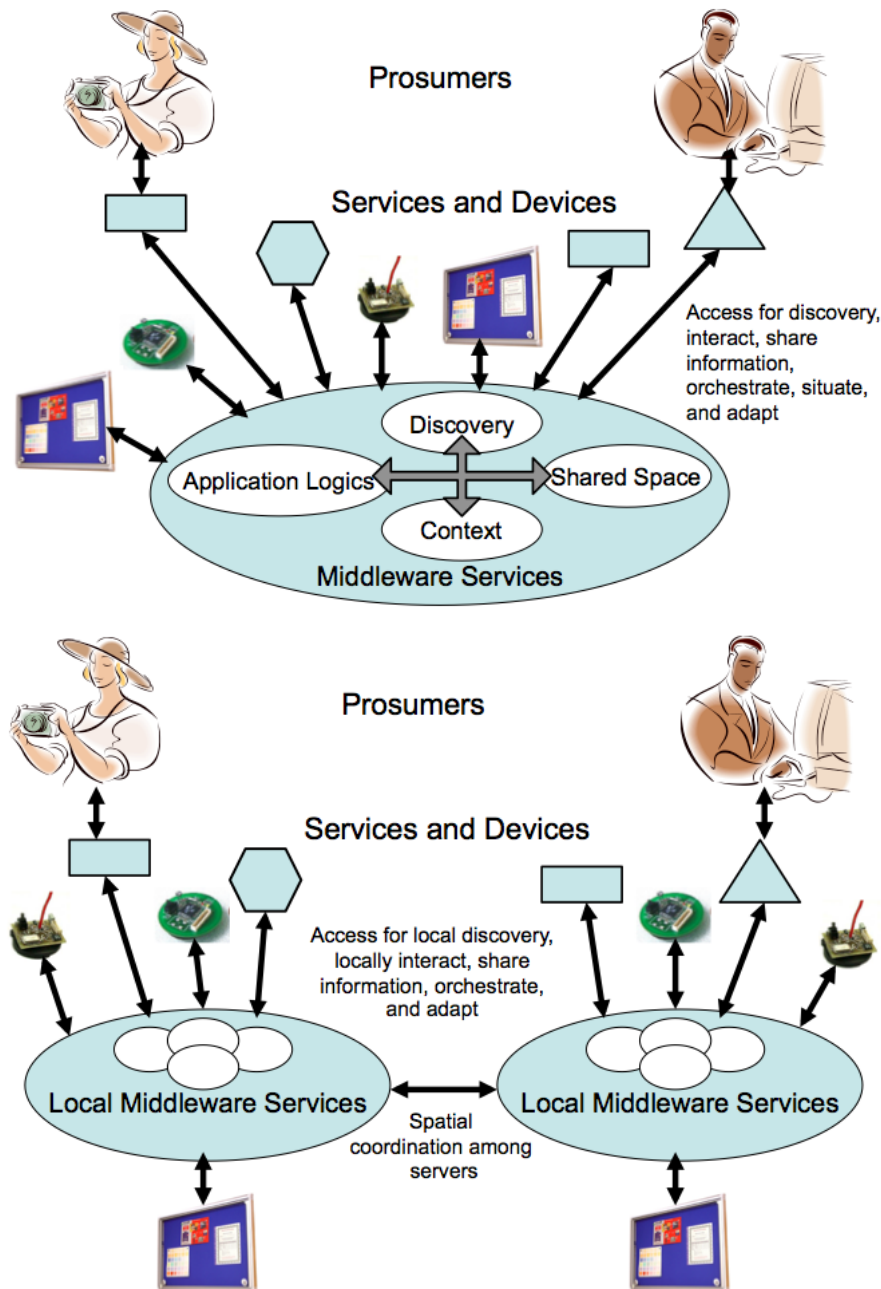 Prosumers
Services and Devices
Access for discovery,
interact, share
information,
orchestrate, situate,
and adapt
Discovery
Application Logics
Shared Space
Context
Middleware Services
Prosumers
Services and Devices
Access for local discovery,
locally interact, share
information, orchestrate,
and adapt
Local Middleware Services
Local Middleware Services
Spatial
coordination among
servers